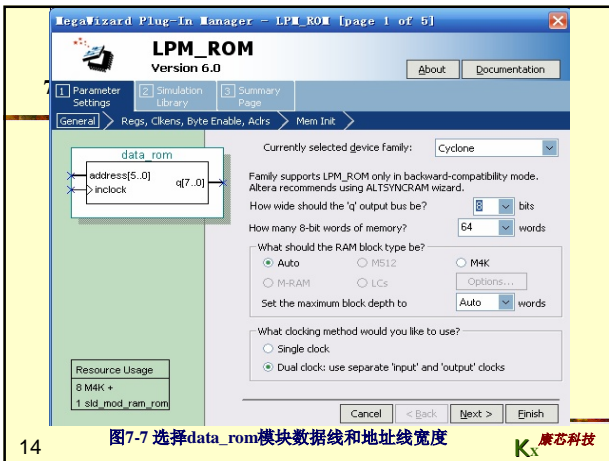 MegaWizard Plug-In Manager - LPM_ROM [page 1 of 5]
LPM_ROM
Version 6.0
About
Documentation
7
1 Parameter Settings
2 Simulation Library
3 Summary Page
General
Regs, Clkens, Byte Enable, Aclrs
Mem Init
data_rom
address[5..0]
inclock
q[7..0]
Currently selected device family:
Cyclone
Family supports LPM_ROM only in backward-compatibility mode.
Altera recommends using ALTSYNCRAM wizard.
How wide should the 'q' output bus be?
8
bits
How many 8-bit words of memory?
64
words
What should the RAM block type be?
Auto
M512
M4K
M-RAM
LCs
Options...
Set the maximum block depth to
Auto
words
What clocking method would you like to use?
Single clock
Dual clock: use separate 'input' and 'output' clocks
Resource Usage
8 M4K +
1 sld_mod_ram_rom
Cancel
< Back
Next >
Finish
14
图7-7 选择data_rom模块数据线和地址线宽度
KX 康芯科技